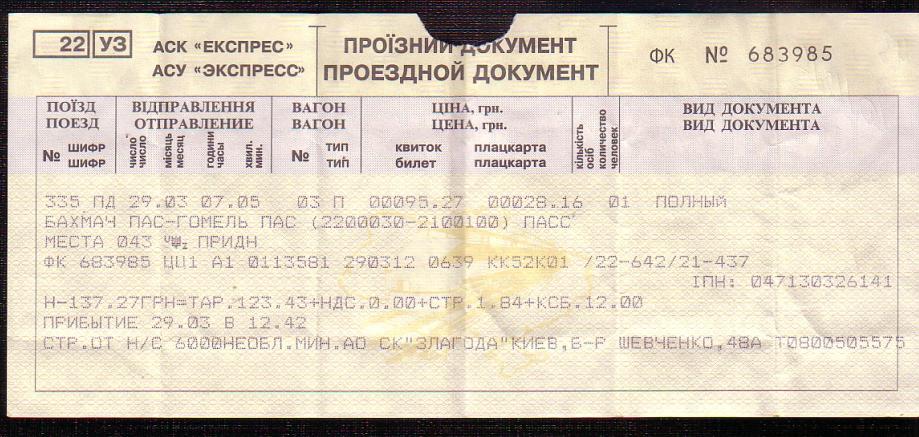 22 УЗ
АСК «ЕКСПРЕС» ПРОЇЗНИЙ ДОКУМЕНТ ФК № 683985
АСУ «ЭКСПРЕСС» ПРОЕЗДНОЙ ДОКУМЕНТ
ПОЇЗД ВІДПРАВЛЕННЯ ВАГОН ЦІНА, грн. ВИД ДОКУМЕНТА
ПОЕЗД ОТПРАВЛЕНИЕ ВАГОН ЦЕНА, грн. ВИД ДОКУМЕНТА
№ шифр число місяць години хвил. № тип квиток плацкарта кількість осіб
шифр число месяц часы мин. тип билет плацкарта количество человек
335 ПД 29.03 07.05 03 П 00095.27 00028.16 01 ПОЛНЫЙ
БАХМАЧ ПАС-ГОМЕЛЬ ПАС (2200030-2100100) ПАСС
МЕСТА 043 ПРИДН
ФК 683985 ЦЦ1 А1 0113581 290312 0639 КК52К01 /22-642/21-437
ІПН: 047130326141
Н-137.27ГРН=ТАР.123.43+НДС.0.00+СТР.1.84+КСБ.12.00
ПРИБЫТИЕ 29.03 В 12.42
СТР.ОТ Н/С 6000НЕОБЛ.МИН.АО СК"ЗЛАГОДА"КИЕВ,Б-Р ШЕВЧЕНКО,48А Т0800505575